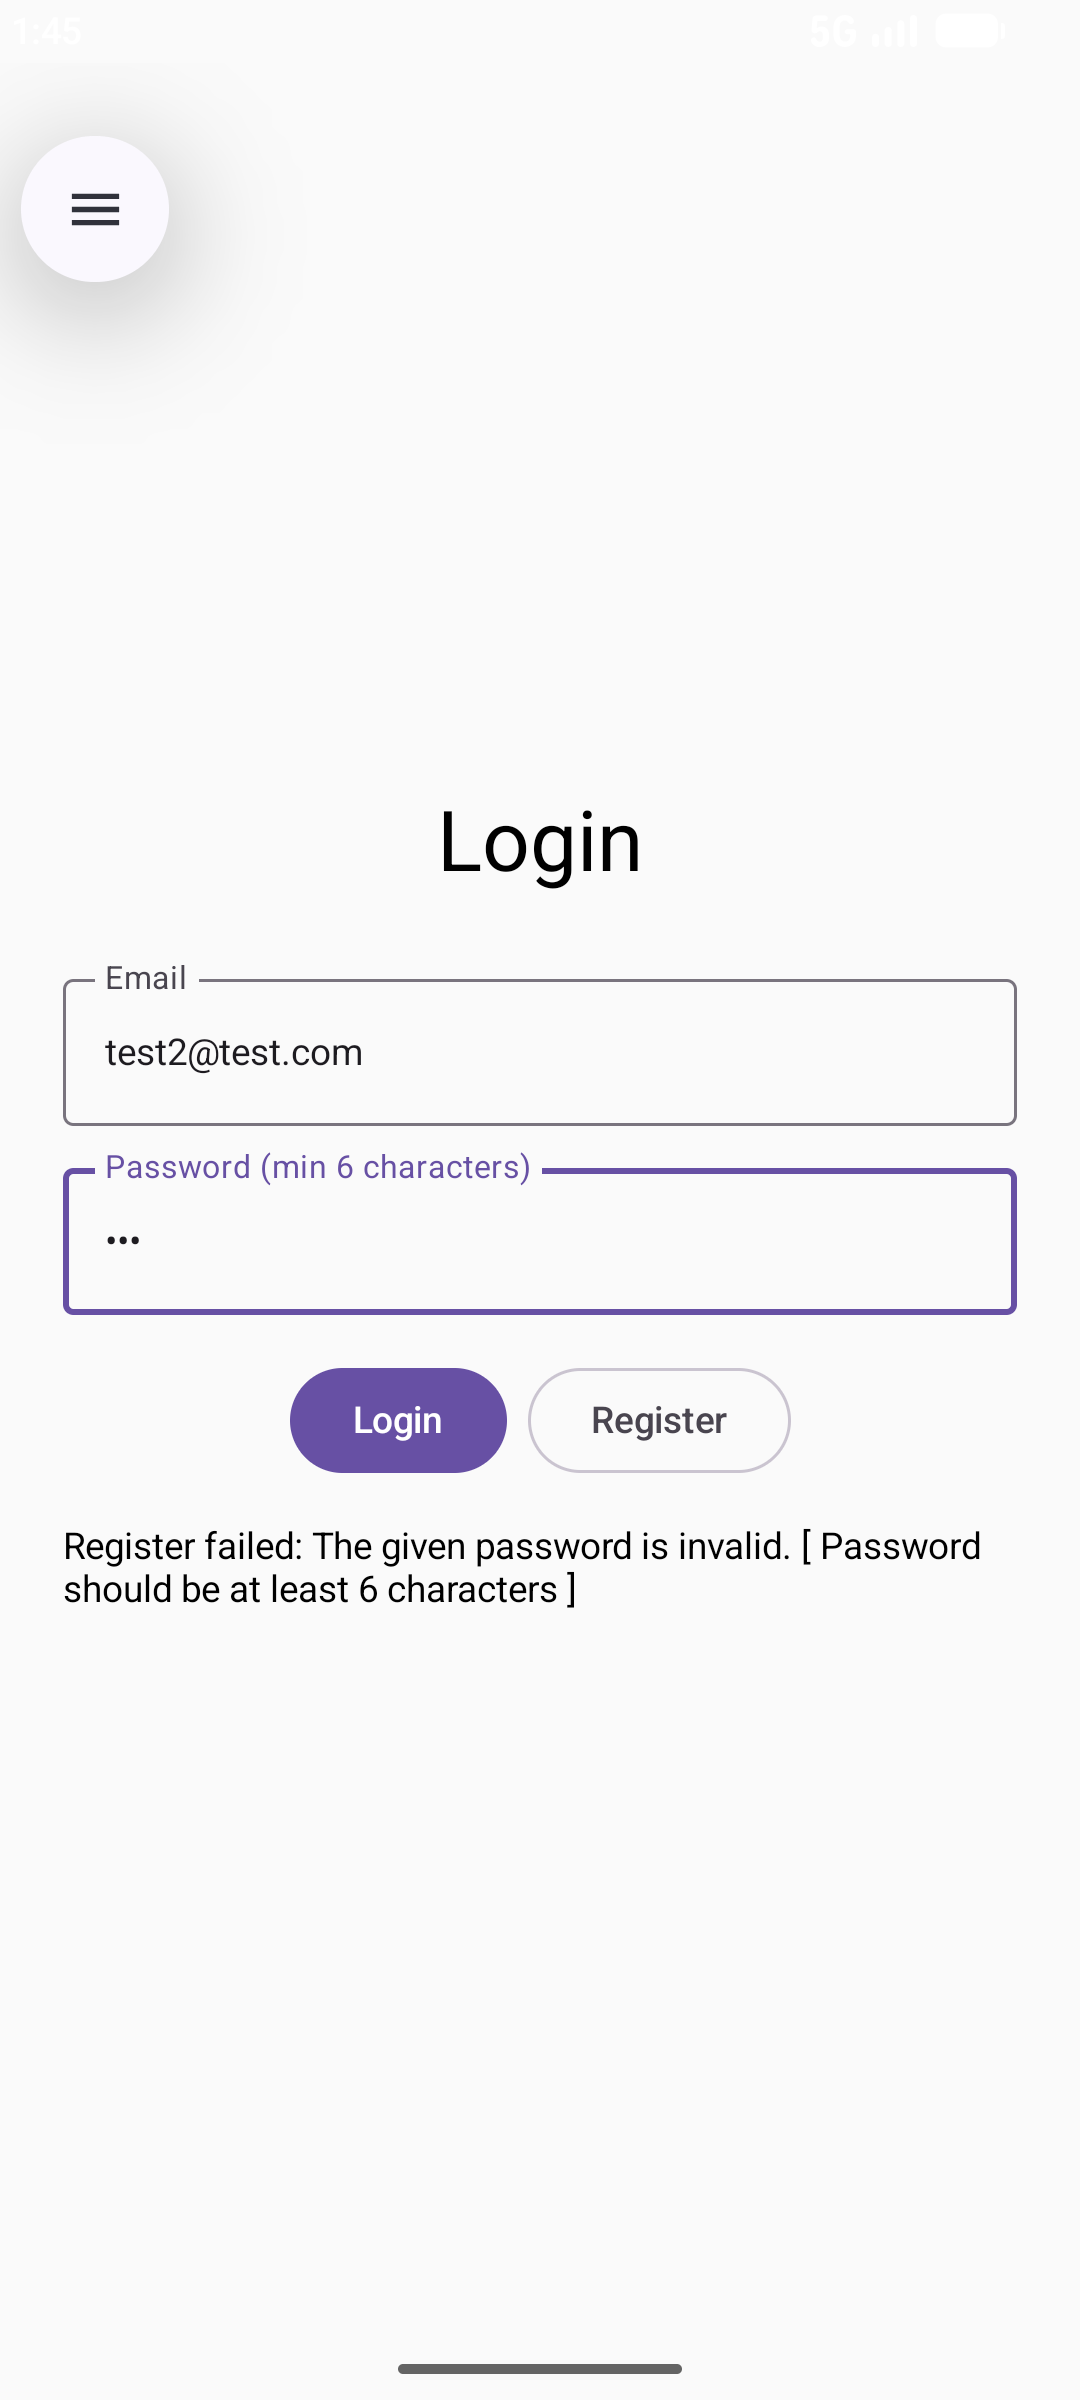 1:45 5G
Login
Email
test2@test.com
Password (min 6 characters)
•••
Login Register
Register failed: The given password is invalid. [ Password
should be at least 6 characters ]